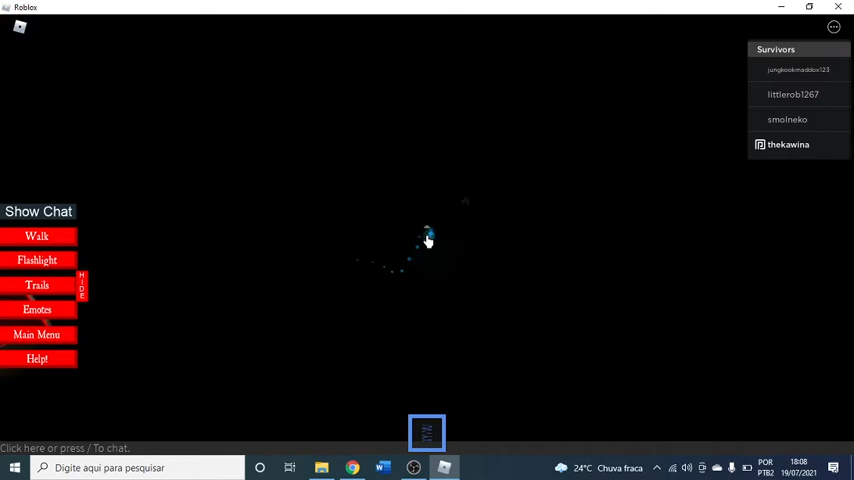 Roblox
Survivors
jungkookmaddox123
littlerob1267
smolneko
thekawina
Show Chat
Walk
Flashlight
Trails
HIDE
Emotes
Main Menu
Help!
Click here or press / To chat.
Digite aqui para pesquisar
24°C Chuva fraca
POR
PTB2
18:08
19/07/2021